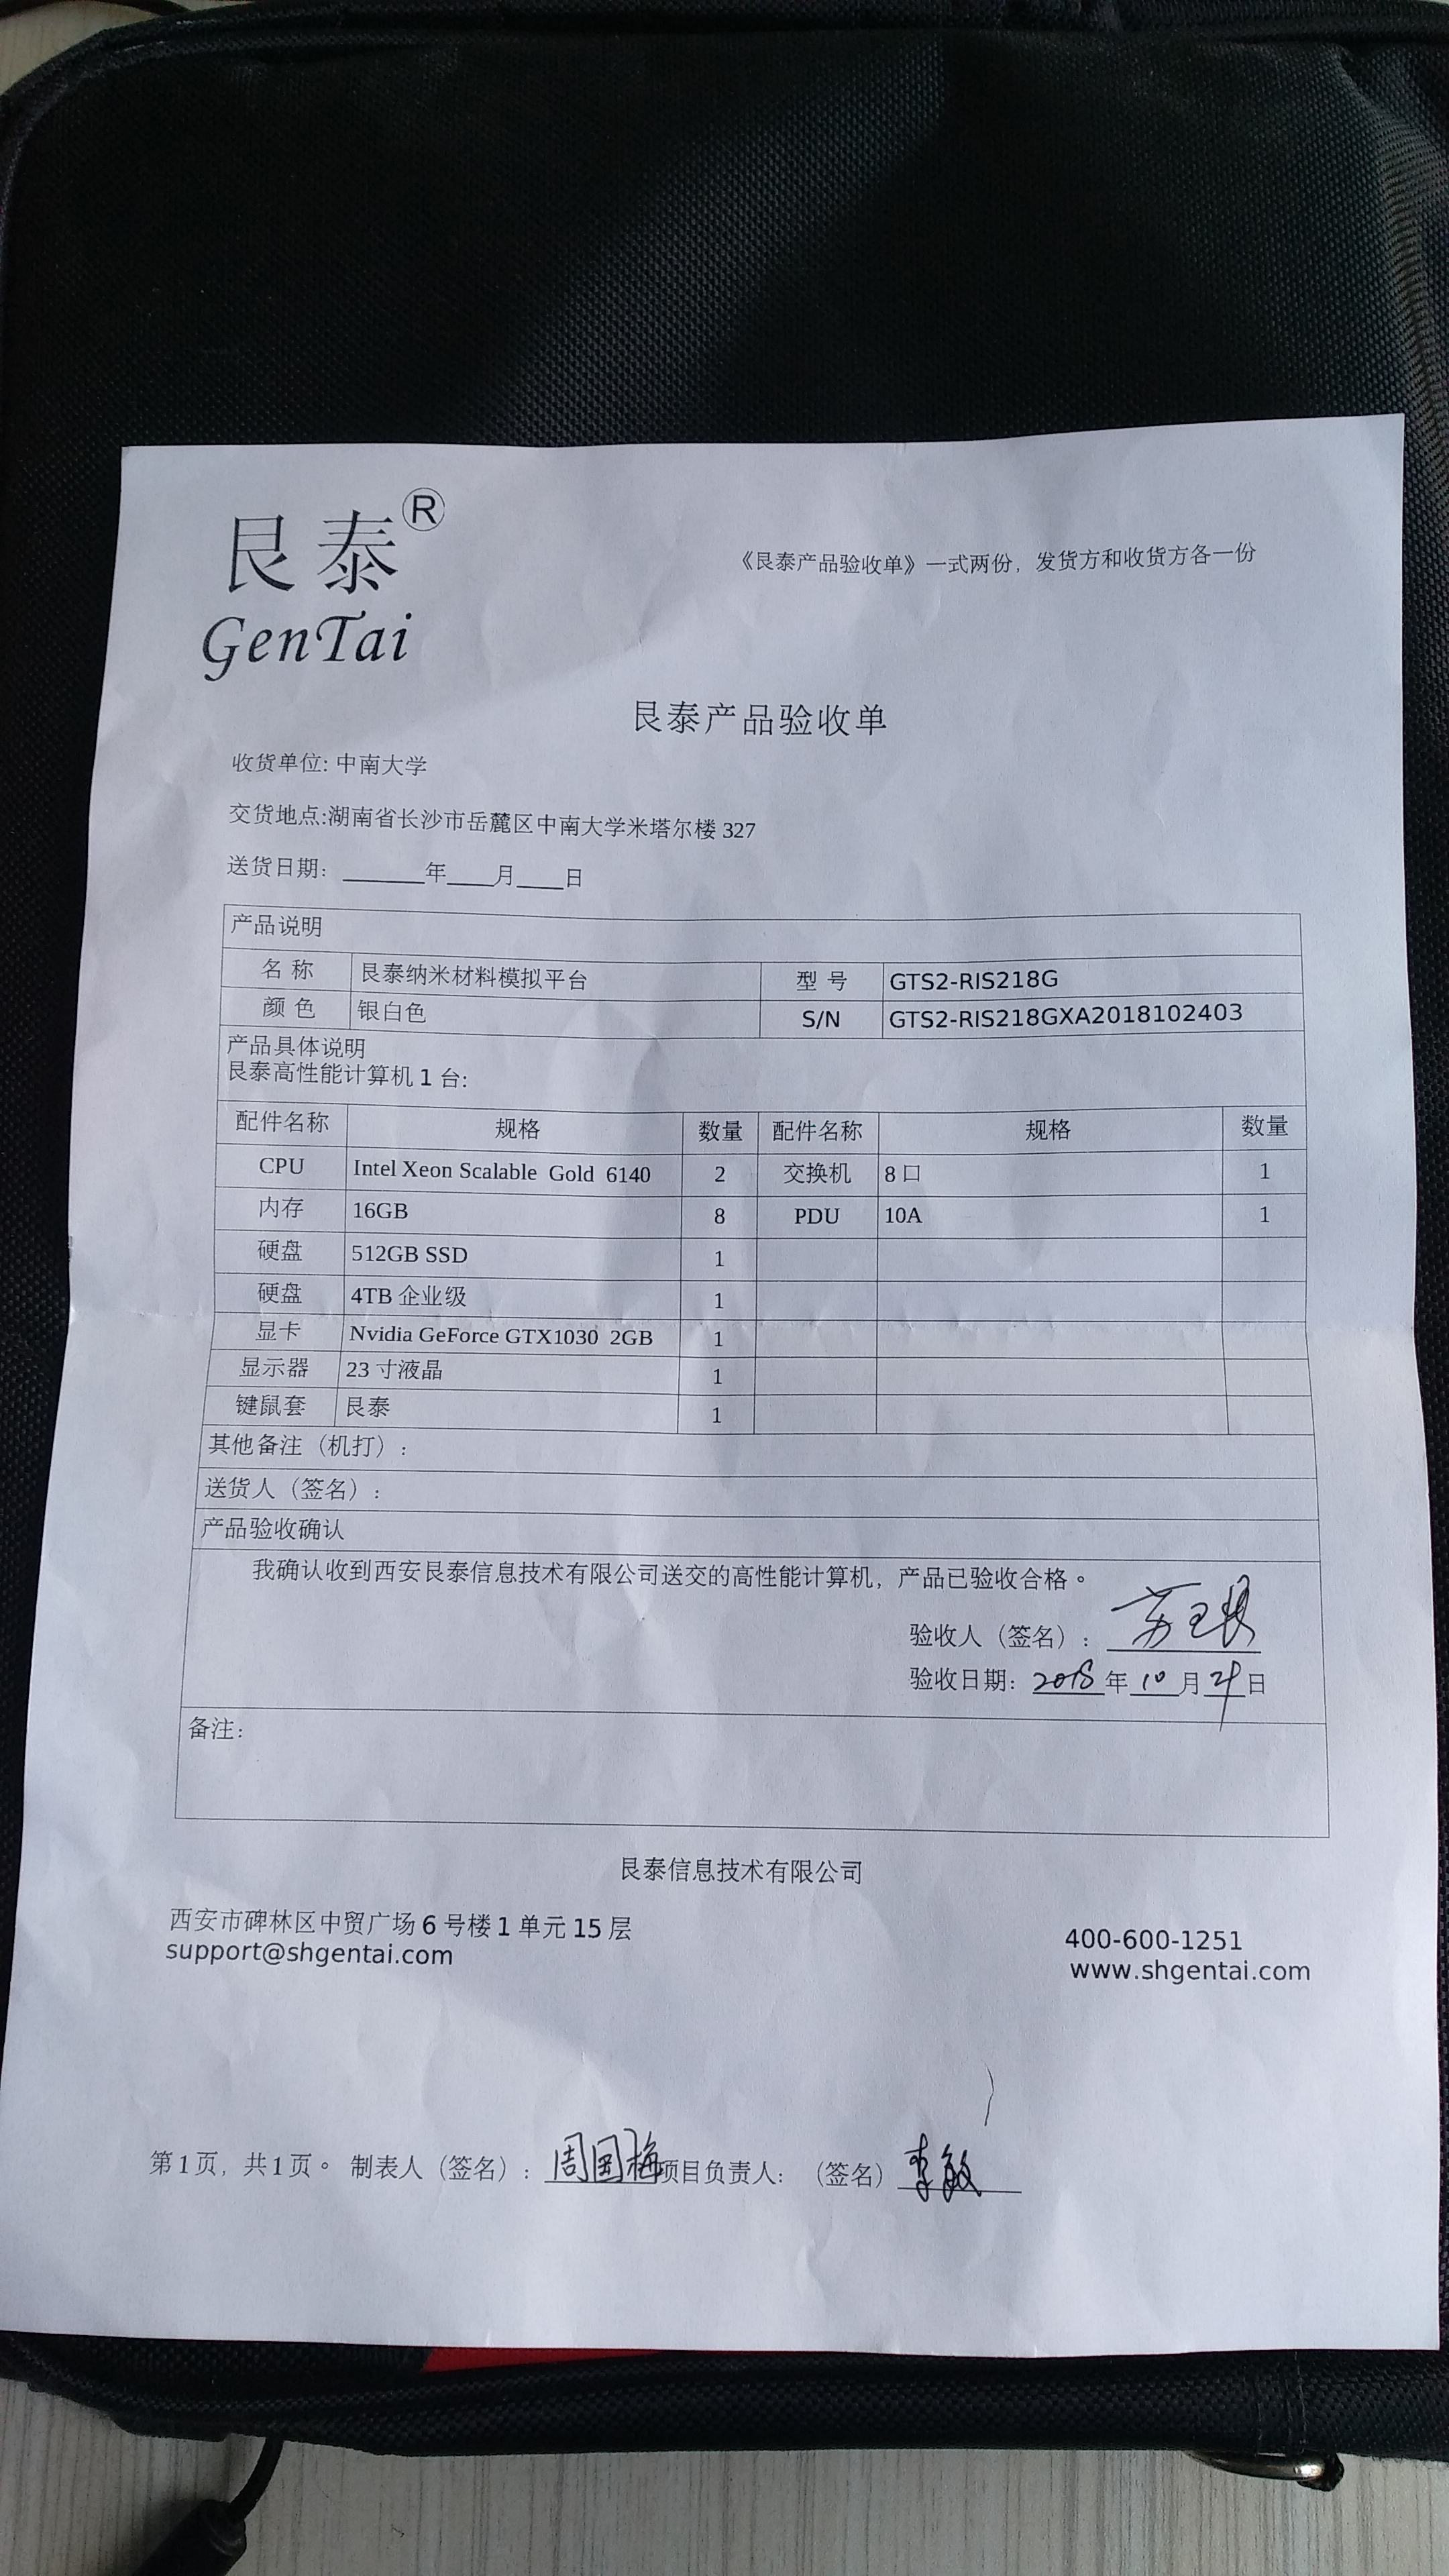 艮泰®
GenTai
《艮泰产品验收单》一式两份，发货方和收货方各一份
艮泰产品验收单
收货单位: 中南大学
交货地点:湖南省长沙市岳麓区中南大学米塔尔楼 327
送货日期：_______年____月____日
产品说明
名 称 艮泰纳米材料模拟平台 型 号 GTS2-RIS218G
颜 色 银白色 S/N GTS2-RIS218GXA2018102403
产品具体说明
艮泰高性能计算机 1 台:
配件名称 规格 数量 配件名称 规格 数量
CPU Intel Xeon Scalable Gold 6140 2 交换机 8 口 1
内存 16GB 8 PDU 10A 1
硬盘 512GB SSD 1
硬盘 4TB 企业级 1
显卡 Nvidia GeForce GTX1030 2GB 1
显示器 23 寸液晶 1
键鼠套 艮泰 1
其他备注（机打）：
送货人（签名）：
产品验收确认
我确认收到西安艮泰信息技术有限公司送交的高性能计算机，产品已验收合格。
验收人（签名）：
验收日期：2018 年 10 月 日
备注：
艮泰信息技术有限公司
西安市碑林区中贸广场 6 号楼 1 单元 15 层
support@shgentai.com
400-600-1251
www.shgentai.com
第 1 页，共 1 页。 制表人（签名）：周国梅 项目负责人：（签名）李敏